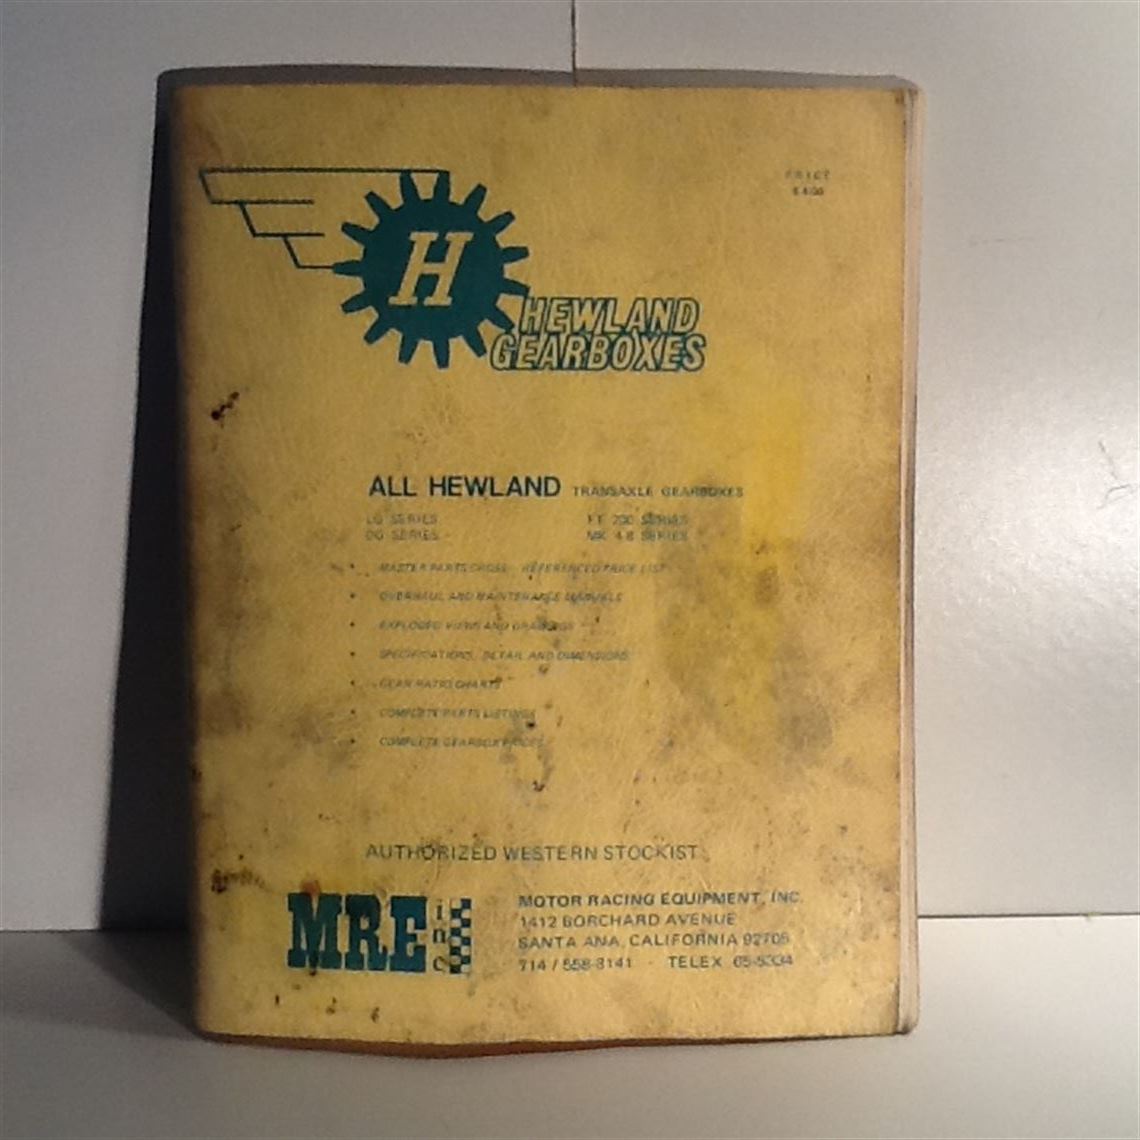 PRICE
H
HEWLAND
GEARBOXES
ALL HEWLAND TRANSAXLE GEARBOXES
LG SERIES FT 200 SERIES
DG SERIES MK 4-8 SERIES
• MASTER PARTS CROSS - REFERENCED PRICE LIST
• OVERHAUL AND MAINTENANCE MANUALS
• EXPLODED VIEWS AND DRAWINGS
• SPECIFICATIONS, DETAIL AND DIMENSIONS
• GEAR RATIO CHARTS
• COMPLETE PARTS LISTINGS
• COMPLETE GEARBOX PRICES
AUTHORIZED WESTERN STOCKIST
MRE inc
MOTOR RACING EQUIPMENT, INC.
1412 BORCHARD AVENUE
SANTA ANA, CALIFORNIA 92705
714 / 558-8141 · TELEX 65-5334